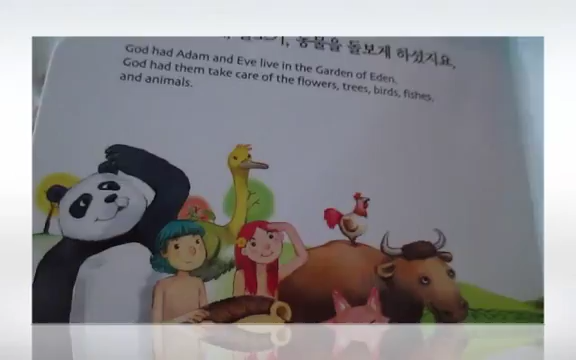 동물을 돌보게 하셨지요.
God had Adam and Eve live in the Garden of Eden.
God had them take care of the flowers, trees, birds, fishes,
and animals.